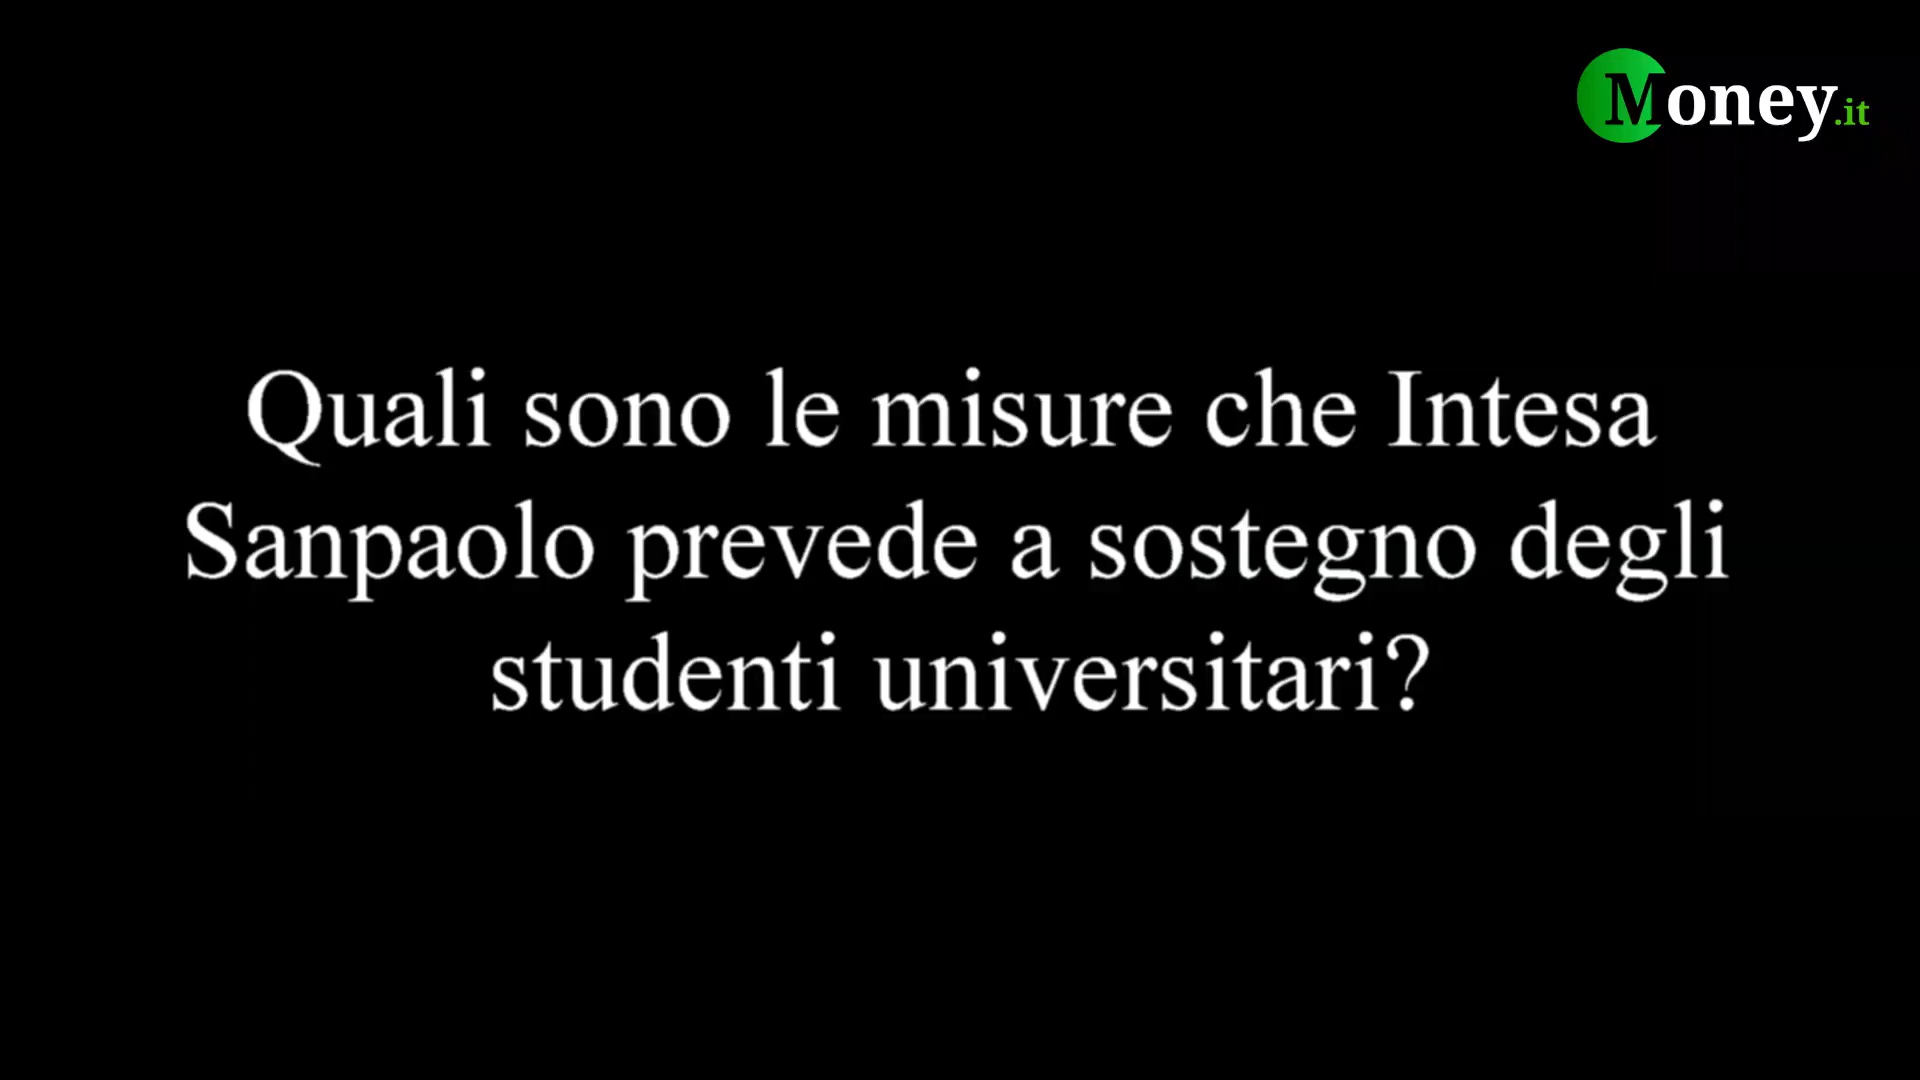 Money.it
Quali sono le misure che Intesa
Sanpaolo prevede a sostegno degli
studenti universitari?